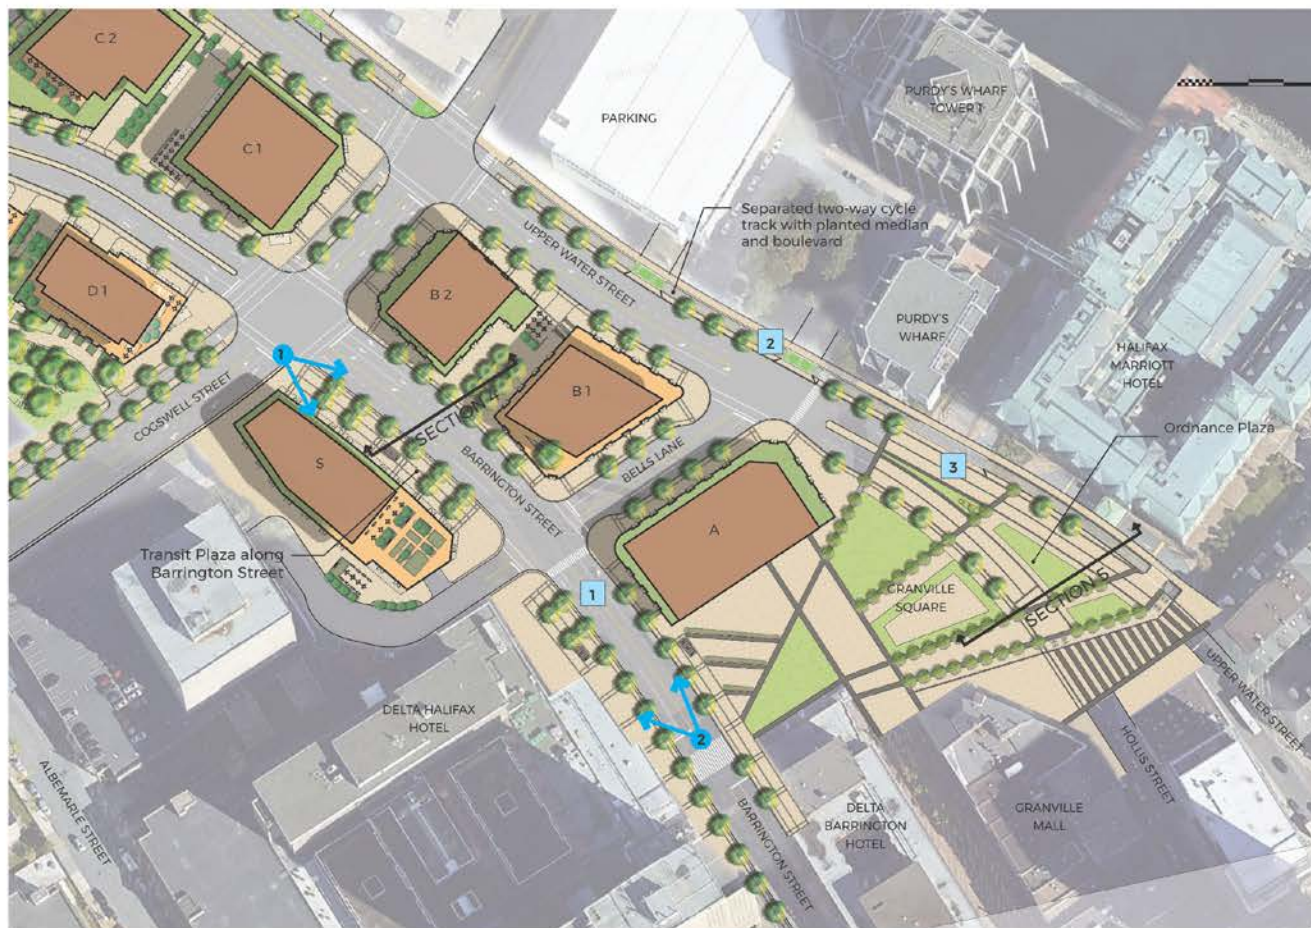 C 2
PURDY'S WHARF
TOWER 1
PARKING
C 1
Separated two-way cycle
track with planted median
and boulevard
UPPER WATER STREET
D 1
B 2
2
PURDY'S
WHARF
HALIFAX
MARRIOTT
HOTEL
1
B 1
COGSWELL STREET
SECTION 4
Ordnance Plaza
S
BARRINGTON STREET
BELLS LANE
3
A
Transit Plaza along
Barrington Street
1
GRANVILLE
SQUARE
SECTION 5
UPPER WATER STREET
DELTA HALIFAX
HOTEL
2
HOLLIS STREET
ALBEMARLE STREET
BARRINGTON STREET
DELTA
BARRINGTON
HOTEL
GRANVILLE
MALL